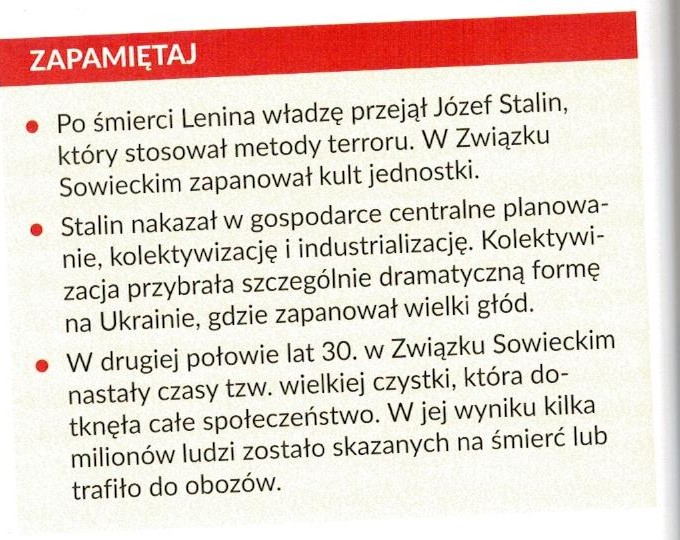 ZAPAMIĘTAJ
• Po śmierci Lenina władzę przejął Józef Stalin,
który stosował metody terroru. W Związku
Sowieckim zapanował kult jednostki.
• Stalin nakazał w gospodarce centralne planowa-
nie, kolektywizację i industrializację. Kolektywi-
zacja przybrała szczególnie dramatyczną formę
na Ukrainie, gdzie zapanował wielki głód.
• W drugiej połowie lat 30. w Związku Sowieckim
nastały czasy tzw. wielkiej czystki, która do-
tknęła całe społeczeństwo. W jej wyniku kilka
milionów ludzi zostało skazanych na śmierć lub
trafiło do obozów.